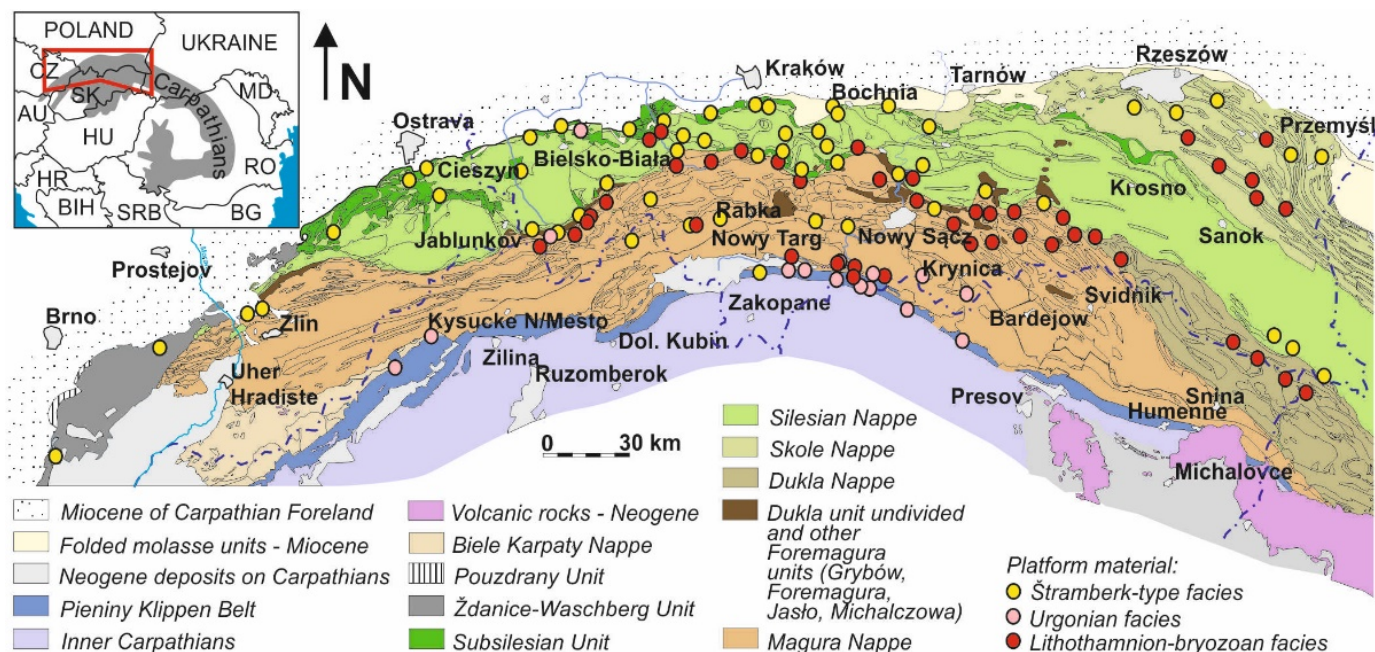 POLAND
UKRAINE
CZ
SK
AU
HU
MD
RO
HR
BIH
SRB
BG
Carpathians
N
Rzeszów
Kraków
Tarnów
Bochnia
Ostrava
Przemyśl
Bielsko-Biała
Cieszyn
Krosno
Rabka
Sanok
Jablunkov
Nowy Targ
Nowy Sącz
Prostejov
Krynica
Svidnik
Zakopane
Brno
Zlin
Kysucke N/Mesto
Bardejow
Dol. Kubin
Zilina
Uher
Hradiste
Ruzomberok
Presov
Snina
Humenne
Michalovce
0 30 km
Miocene of Carpathian Foreland
Folded molasse units - Miocene
Neogene deposits on Carpathians
Pieniny Klippen Belt
Inner Carpathians
Volcanic rocks - Neogene
Biele Karpaty Nappe
Pouzdrany Unit
Ždanice-Waschberg Unit
Subsilesian Unit
Silesian Nappe
Skole Nappe
Dukla Nappe
Dukla unit undivided
and other
Foremagura
units (Grybów,
Foremagura,
Jasło, Michalczowa)
Magura Nappe
Platform material:
Štramberk-type facies
Urgonian facies
Lithothamnion-bryozoan facies